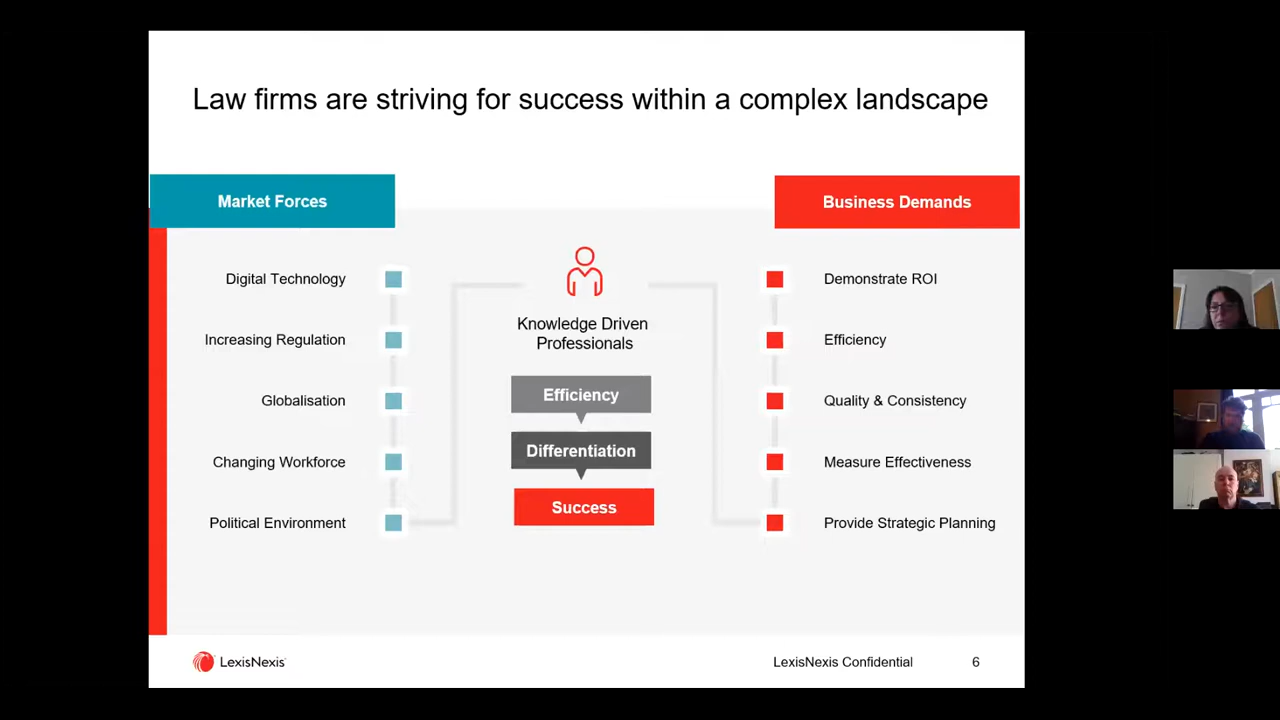 Law firms are striving for success within a complex landscape
Market Forces
Digital Technology
Increasing Regulation
Globalisation
Changing Workforce
Political Environment
Knowledge Driven
Professionals
Efficiency
Differentiation
Success
Business Demands
Demonstrate ROI
Efficiency
Quality & Consistency
Measure Effectiveness
Provide Strategic Planning
LexisNexis
LexisNexis Confidential
6